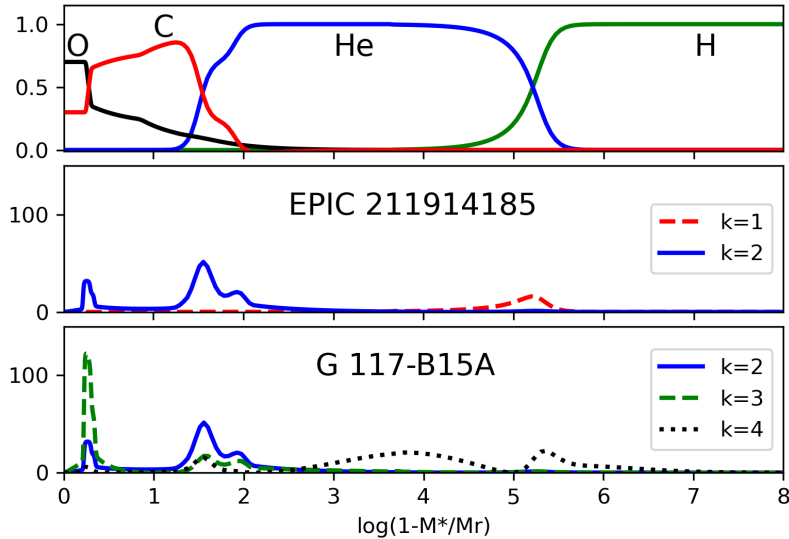 1.0
O
C
He
H
0.5
0.0
100
EPIC 211914185
k=1
k=2
0
100
G 117-B15A
k=2
k=3
k=4
0
0 1 2 3 4 5 6 7 8
log(1-M*/Mr)